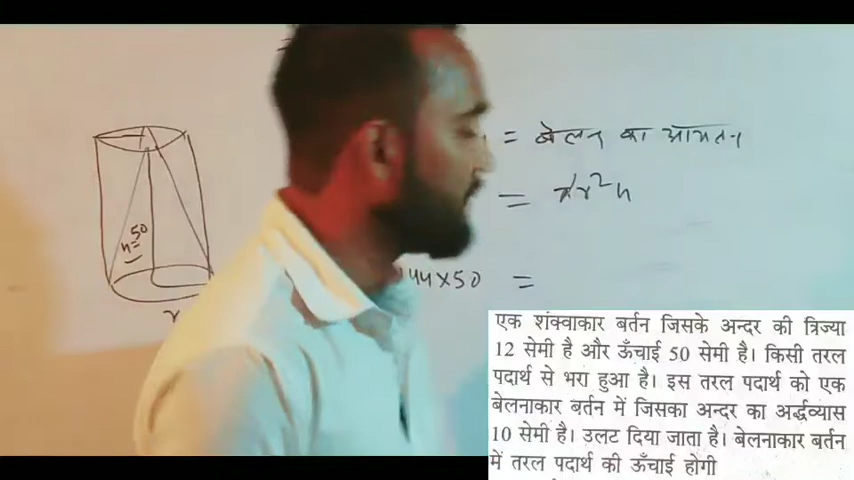 = बेलन का आयतन
= πr²h
h=50
r
44×50 =
एक शंक्वाकार बर्तन जिसके अन्दर की त्रिज्या
12 सेमी है और ऊँचाई 50 सेमी है। किसी तरल
पदार्थ से भरा हुआ है। इस तरल पदार्थ को एक
बेलनाकार बर्तन में जिसका अन्दर का अर्द्धव्यास
10 सेमी है। उलट दिया जाता है। बेलनाकार बर्तन
में तरल पदार्थ की ऊँचाई होगी